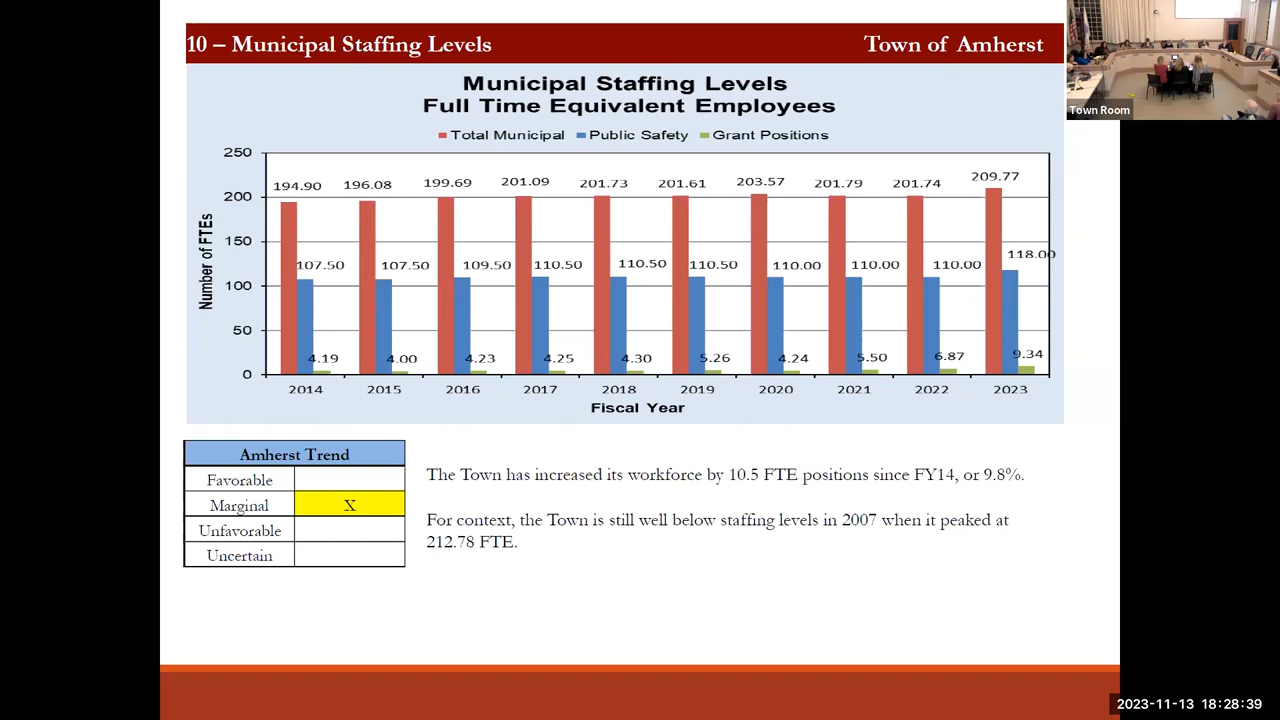 10 – Municipal Staffing Levels Town of Amherst
Municipal Staffing Levels
Full Time Equivalent Employees
Total Municipal Public Safety Grant Positions
250
200
150
100
50
0
Number of FTEs
194.90 196.08 199.69 201.09 201.73 201.61 203.57 201.79 201.74 209.77
107.50 107.50 109.50 110.50 110.50 110.50 110.00 110.00 110.00 118.00
4.19 4.00 4.23 4.25 4.30 5.26 4.24 5.50 6.87 9.34
2014 2015 2016 2017 2018 2019 2020 2021 2022 2023
Fiscal Year
Amherst Trend
Favorable
Marginal X
Unfavorable
Uncertain
The Town has increased its workforce by 10.5 FTE positions since FY14, or 9.8%.
For context, the Town is still well below staffing levels in 2007 when it peaked at
212.78 FTE.
Town Room
2023-11-13 18:28:39